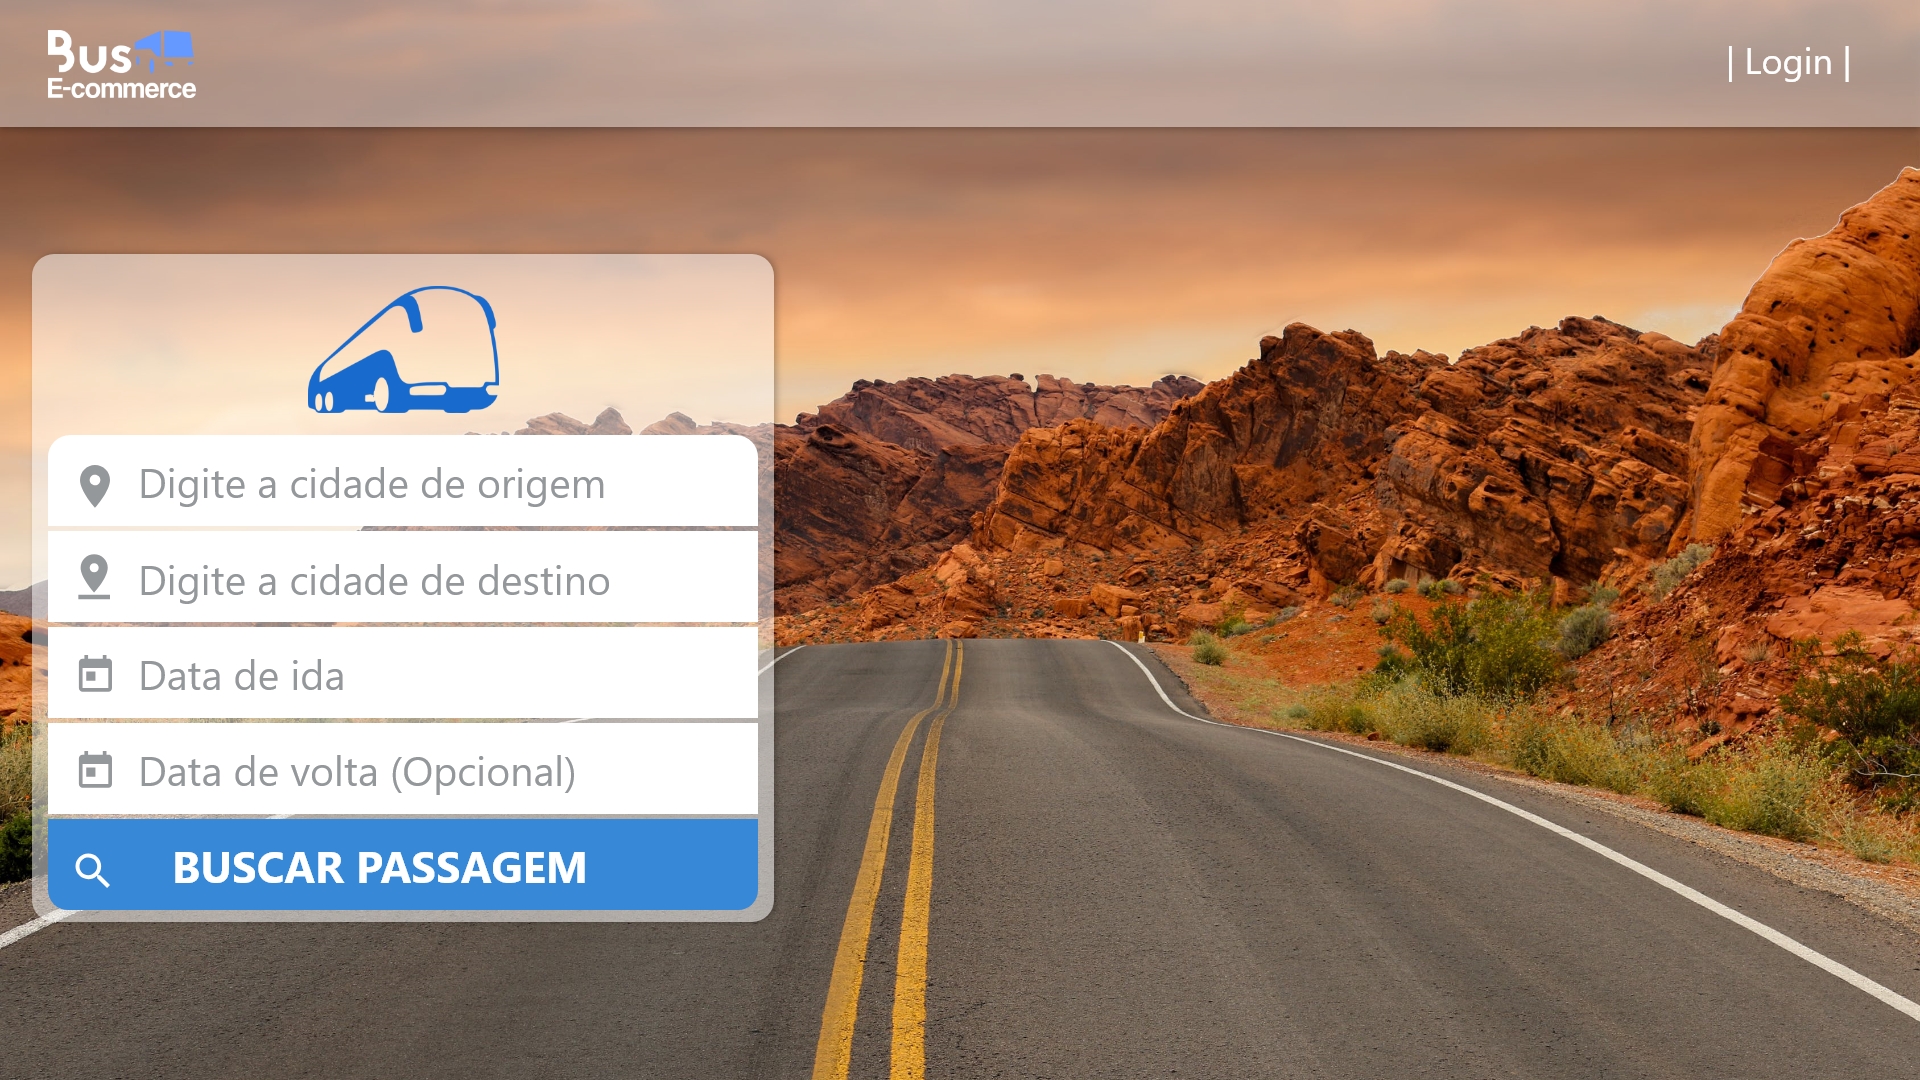 Bus
E-commerce
| Login |
Digite a cidade de origem
Digite a cidade de destino
Data de ida
Data de volta (Opcional)
BUSCAR PASSAGEM